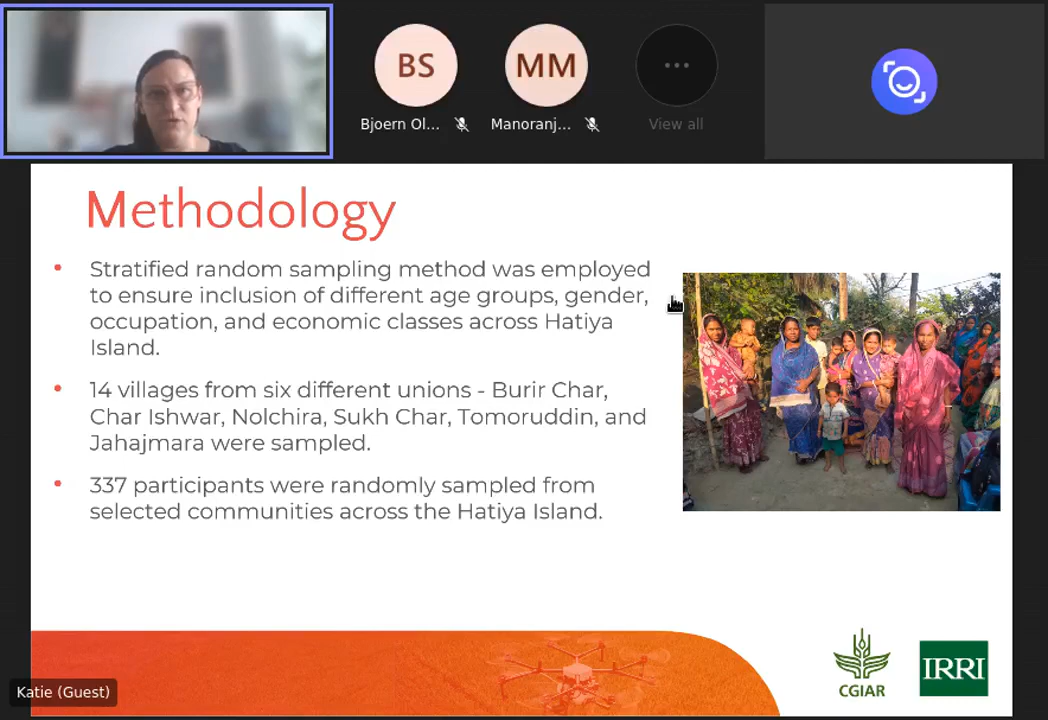 BS
MM
Bjoern Ol...
Manoranj...
View all
Methodology
• Stratified random sampling method was employed
to ensure inclusion of different age groups, gender,
occupation, and economic classes across Hatiya
Island.
• 14 villages from six different unions - Burir Char,
Char Ishwar, Nolchira, Sukh Char, Tomoruddin, and
Jahajmara were sampled.
• 337 participants were randomly sampled from
selected communities across the Hatiya Island.
Katie (Guest)
CGIAR
IRRI